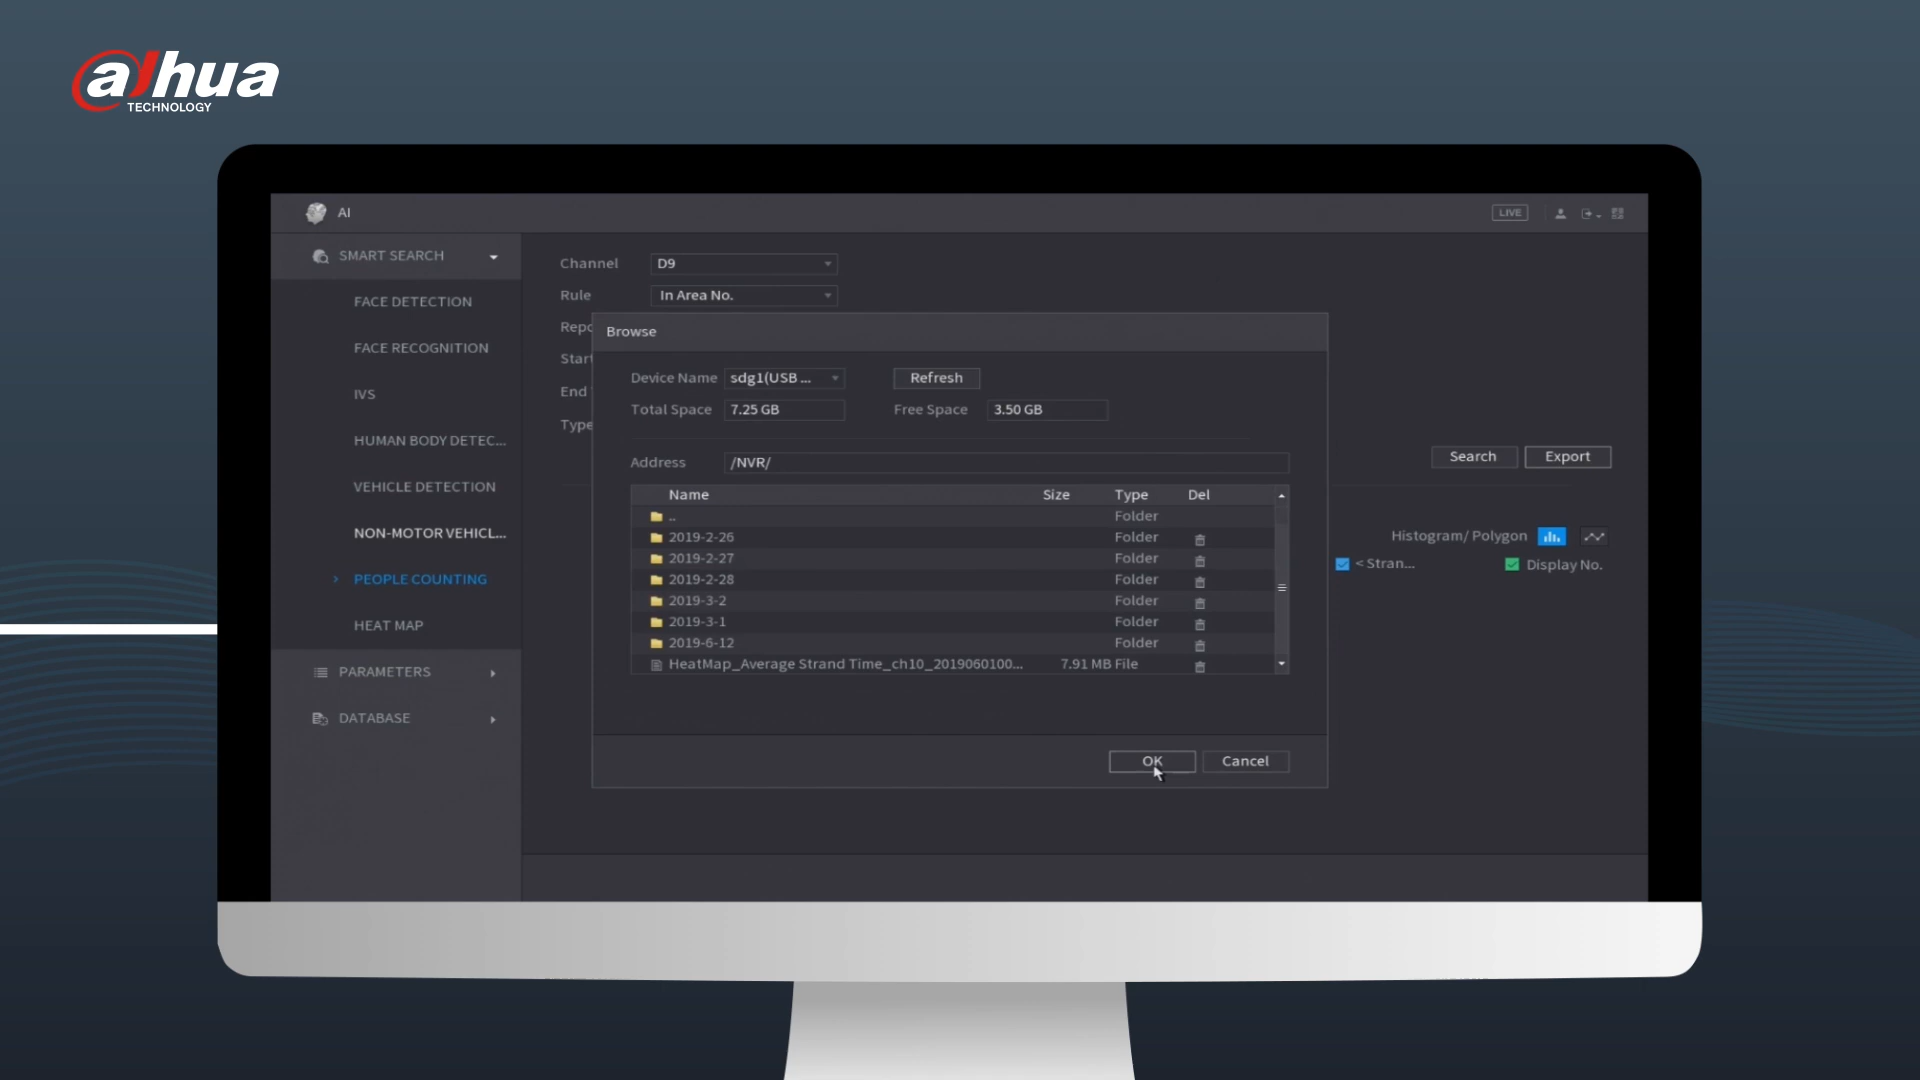 alhua
TECHNOLOGY
AI
LIVE
SMART SEARCH
FACE DETECTION
FACE RECOGNITION
IVS
HUMAN BODY DETEC...
VEHICLE DETECTION
NON-MOTOR VEHICL...
PEOPLE COUNTING
HEAT MAP
PARAMETERS
DATABASE
Channel D9
Rule In Area No.
Repo
Start
End
Type
Search Export
Histogram/ Polygon
< Stran... Display No.
Browse
Device Name sdg1(USB ... Refresh
Total Space 7.25 GB Free Space 3.50 GB
Address /NVR/
Name Size Type Del
.. Folder
2019-2-26 Folder
2019-2-27 Folder
2019-2-28 Folder
2019-3-2 Folder
2019-3-1 Folder
2019-6-12 Folder
HeatMap_Average Strand Time_ch10_2019060100... 7.91 MB File
OK Cancel